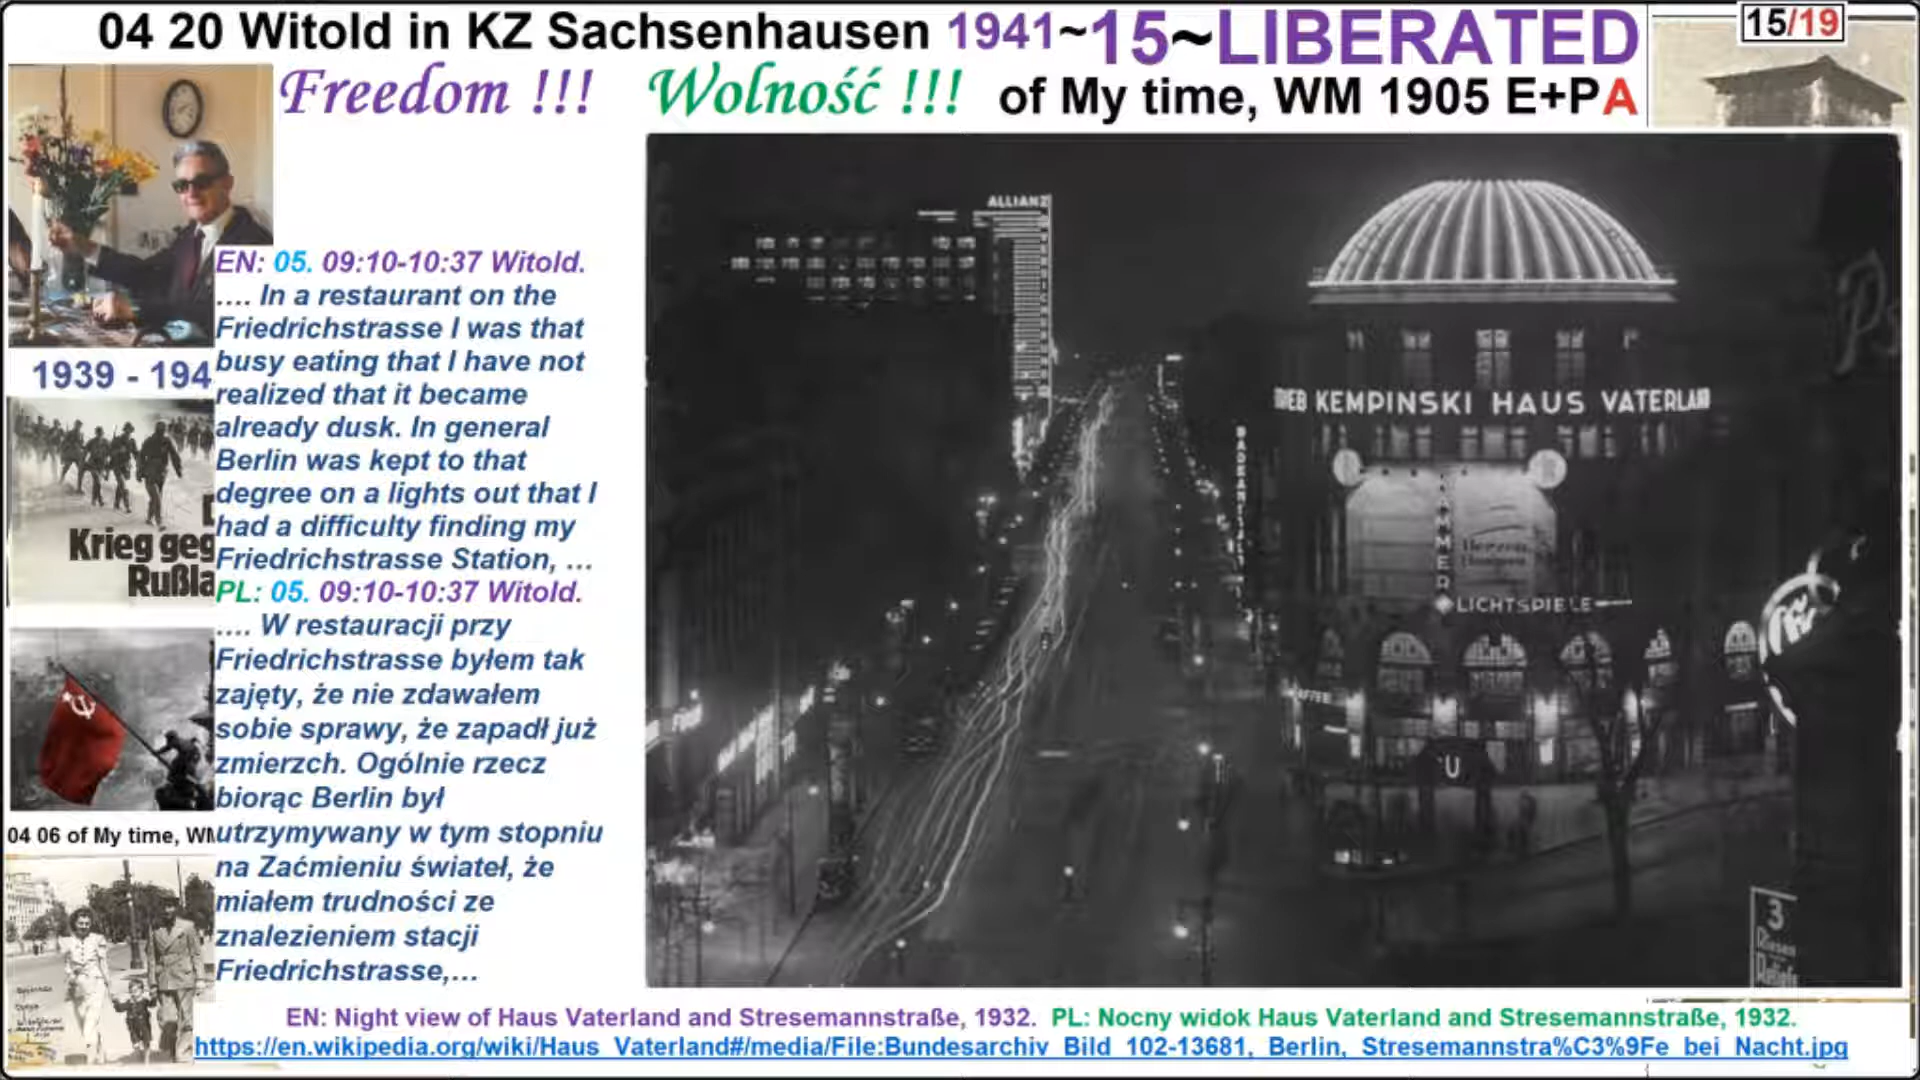 04 20 Witold in KZ Sachsenhausen 1941~15~LIBERATED
15/19
Freedom !!! Wolność !!! of My time, WM 1905 E+PA
EN: 05. 09:10-10:37 Witold.
.... In a restaurant on the
Friedrichstrasse I was that
busy eating that I have not
realized that it became
already dusk. In general
Berlin was kept to that
degree on a lights out that I
had a difficulty finding my
Friedrichstrasse Station, ...
PL: 05. 09:10-10:37 Witold.
.... W restauracji przy
Friedrichstrasse byłem tak
zajęty, że nie zdawałem
sobie sprawy, że zapadł już
zmierzch. Ogólnie rzecz
biorąc Berlin był
utrzymywany w tym stopniu
na Zaćmieniu świateł, że
miałem trudności ze
znalezieniem stacji
Friedrichstrasse,...
1939 - 194
Krieg geg
Rußla
04 06 of My time, WM
ALLIANZ
KEMPINSKI HAUS VATERLAND
KAMMER
LICHTSPIELE
U
3
Riesen
EN: Night view of Haus Vaterland and Stresemannstraße, 1932. PL: Nocny widok Haus Vaterland and Stresemannstraße, 1932.
https://en.wikipedia.org/wiki/Haus_Vaterland#/media/File:Bundesarchiv_Bild_102-13681,_Berlin,_Stresemannstra%C3%9Fe_bei_Nacht.jpg